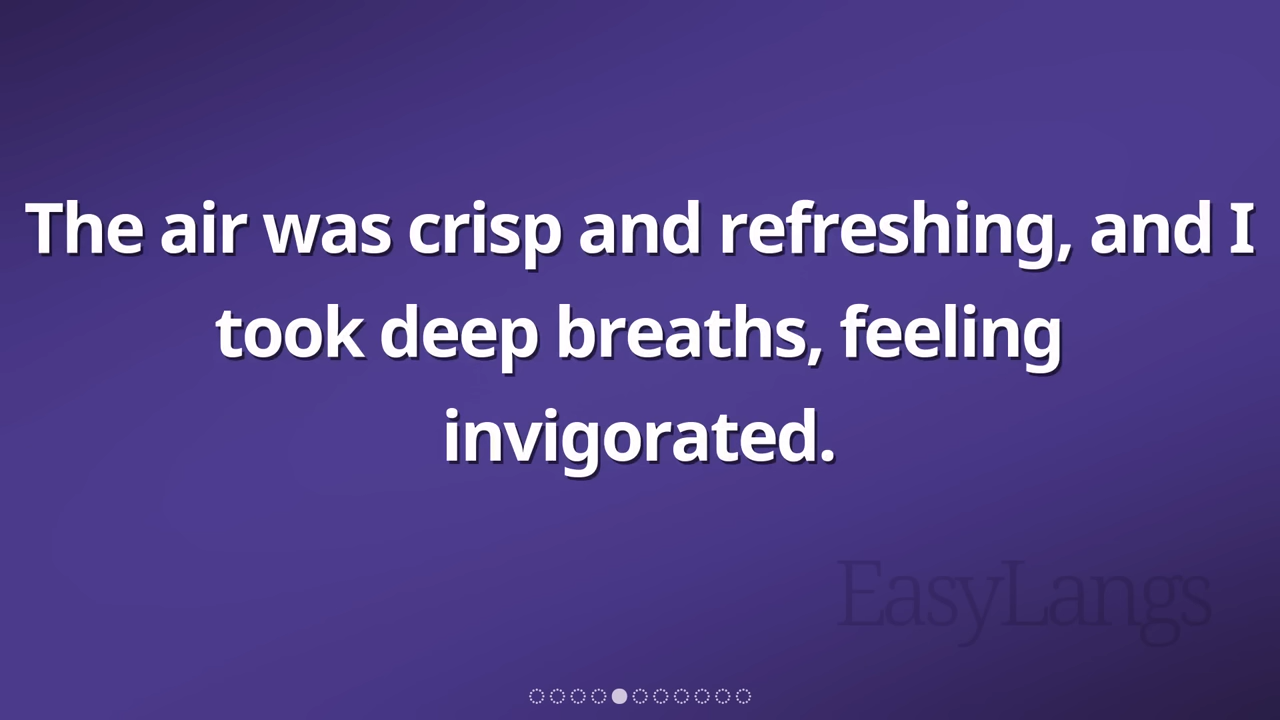 The air was crisp and refreshing, and I
took deep breaths, feeling
invigorated.
EasyLangs